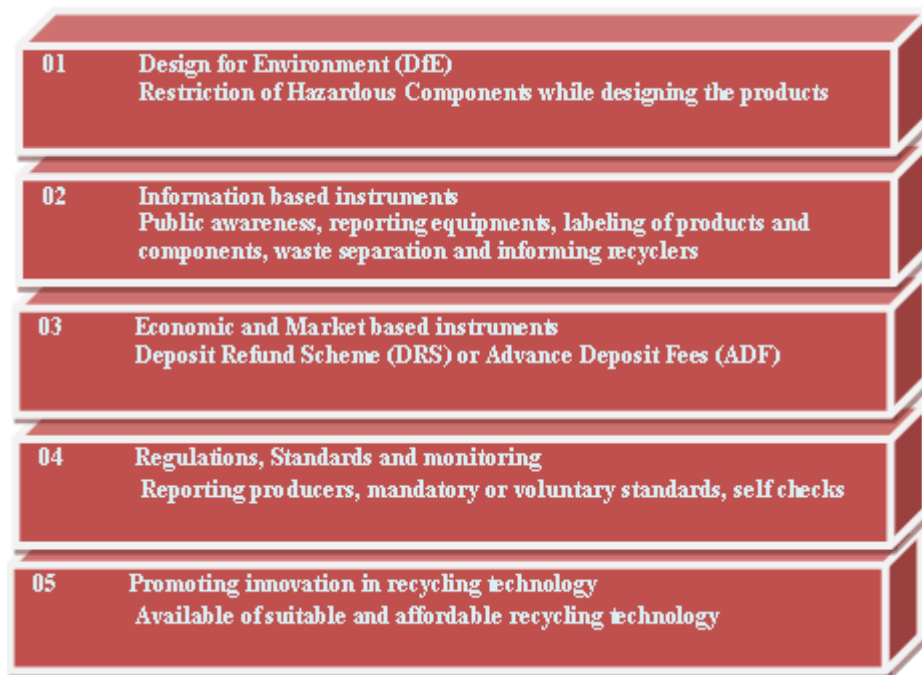 01 Design for Environment (DfE)
Restriction of Hazardous Components while designing the products
02 Information based instruments
Public awareness, reporting equipments, labeling of products and
components, waste separation and informing recyclers
03 Economic and Market based instruments
Deposit Refund Scheme (DRS) or Advance Deposit Fees (ADF)
04 Regulations, Standards and monitoring
Reporting producers, mandatory or voluntary standards, self checks
05 Promoting innovation in recycling technology
Available of suitable and affordable recycling technology